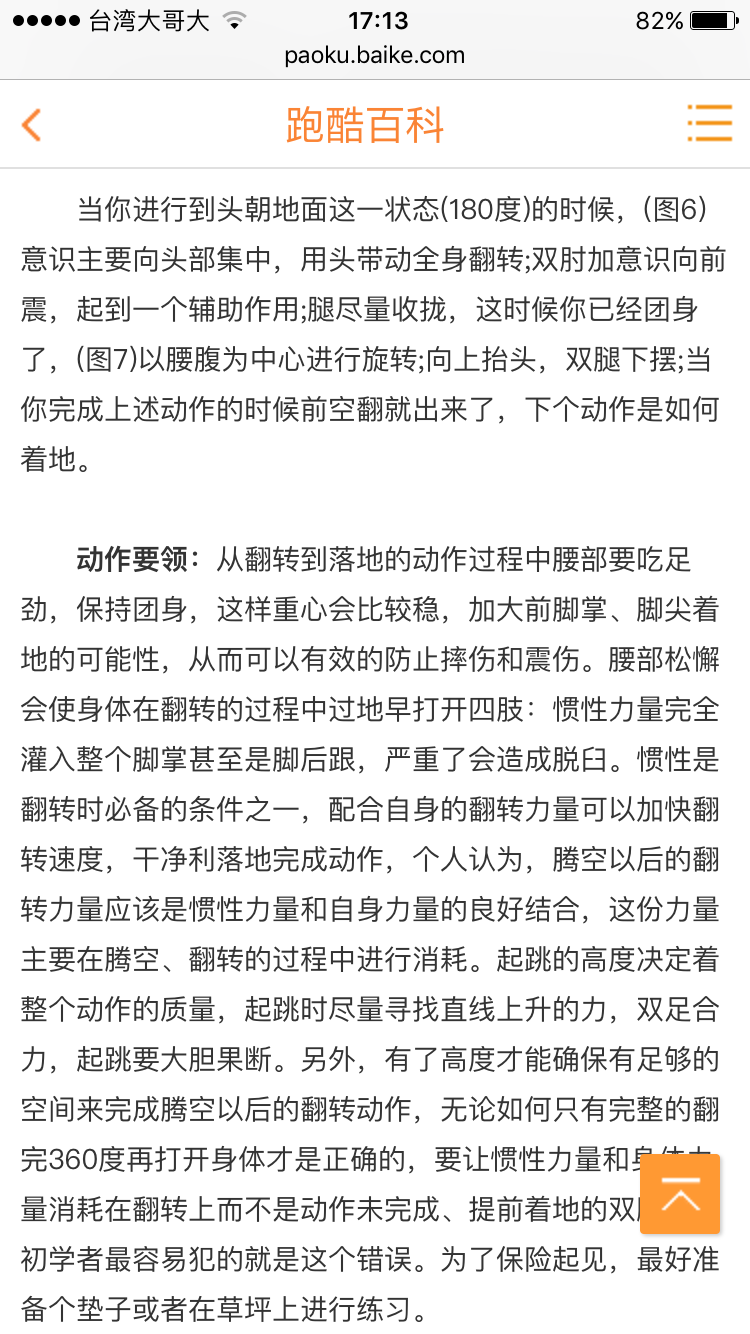 台湾大哥大 17:13 82%
paoku.baike.com
跑酷百科
当你进行到头朝地面这一状态(180度)的时候，(图6)
意识主要向头部集中，用头带动全身翻转;双肘加意识向前
震，起到一个辅助作用;腿尽量收拢，这时候你已经团身
了，(图7)以腰腹为中心进行旋转;向上抬头，双腿下摆;当
你完成上述动作的时候前空翻就出来了，下个动作是如何
着地。
动作要领：从翻转到落地的动作过程中腰部要吃足
劲，保持团身，这样重心会比较稳，加大前脚掌、脚尖着
地的可能性，从而可以有效的防止摔伤和震伤。腰部松懈
会使身体在翻转的过程中过地早打开四肢：惯性力量完全
灌入整个脚掌甚至是脚后跟，严重了会造成脱臼。惯性是
翻转时必备的条件之一，配合自身的翻转力量可以加快翻
转速度，干净利落地完成动作，个人认为，腾空以后的翻
转力量应该是惯性力量和自身力量的良好结合，这份力量
主要在腾空、翻转的过程中进行消耗。起跳的高度决定着
整个动作的质量，起跳时尽量寻找直线上升的力，双足合
力，起跳要大胆果断。另外，有了高度才能确保有足够的
空间来完成腾空以后的翻转动作，无论如何只有完整的翻
完360度再打开身体才是正确的，要让惯性力量和身体力
量消耗在翻转上而不是动作未完成、提前着地的双
初学者最容易犯的就是这个错误。为了保险起见，最好准
备个垫子或者在草坪上进行练习。